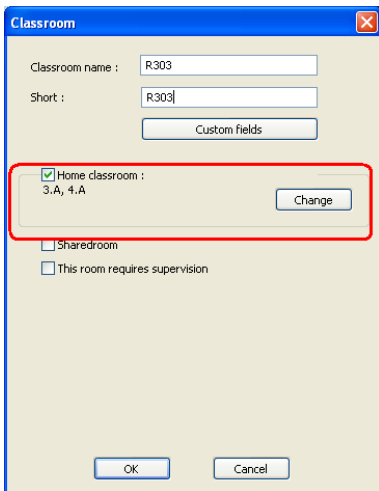 Classroom
Classroom name : R303
Short : R303
Custom fields
Home classroom :
3.A, 4.A
Change
Sharedroom
This room requires supervision
OK Cancel